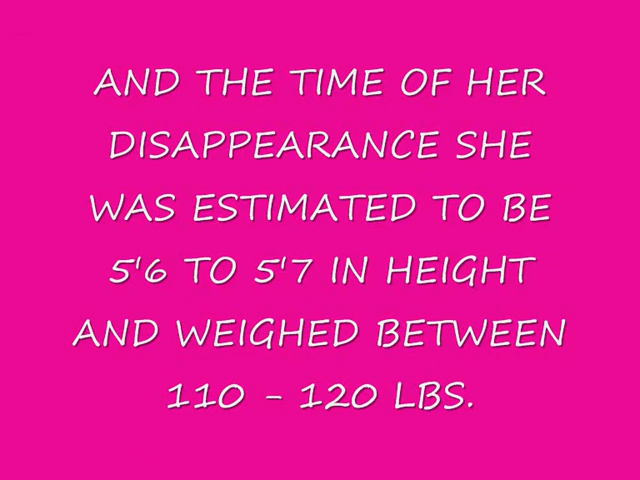 AND THE TIME OF HER
DISAPPEARANCE SHE
WAS ESTIMATED TO BE
5'6 TO 5'7 IN HEIGHT
AND WEIGHED BETWEEN
110 - 120 LBS.